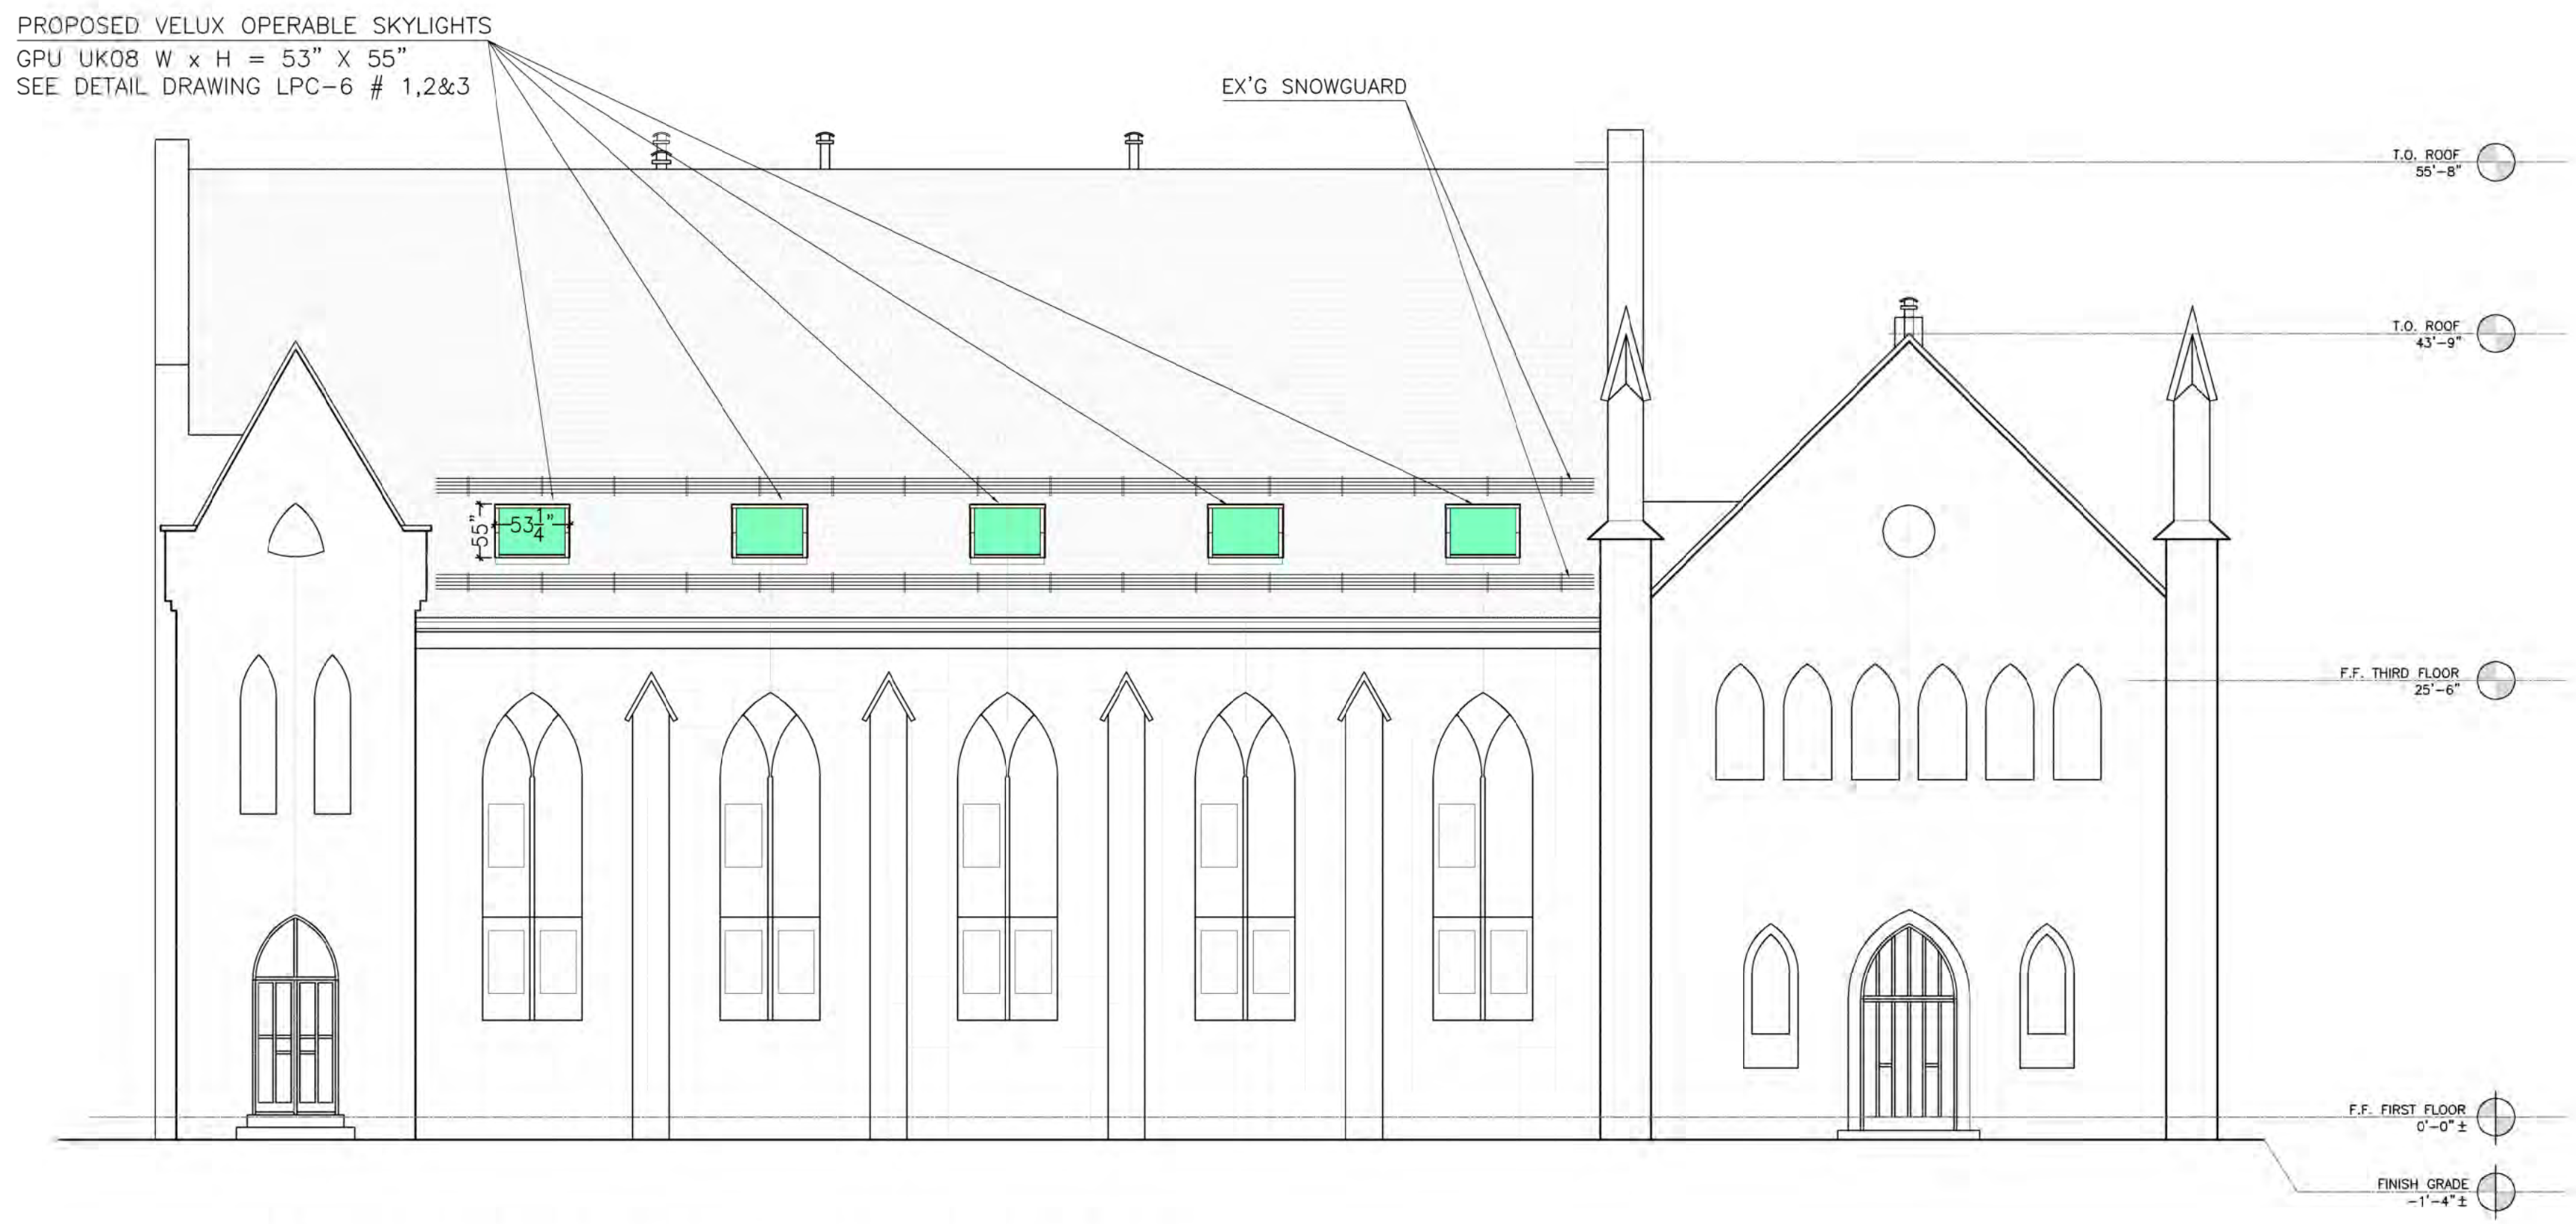 PROPOSED VELUX OPERABLE SKYLIGHTS
GPU UK08 W x H = 53" X 55"
SEE DETAIL DRAWING LPC-6 # 1,2&3
EX'G SNOWGUARD
T.O. ROOF
55'-8"
T.O. ROOF
43'-9"
55"
53 1/4"
F.F. THIRD FLOOR
25'-6"
F.F. FIRST FLOOR
0'-0" ±
FINISH GRADE
-1'-4" ±